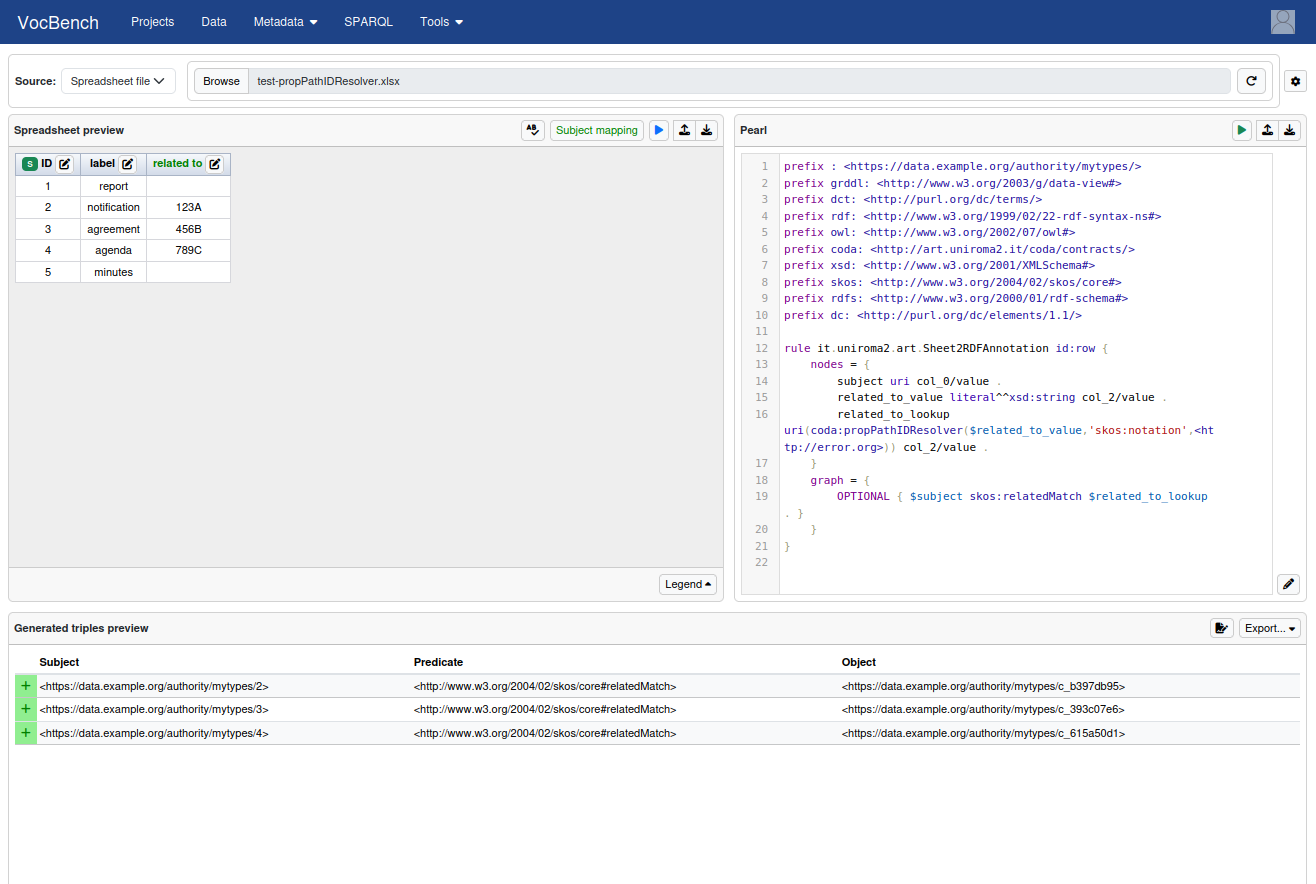 VocBench Projects Data Metadata SPARQL Tools
Source: Spreadsheet file Browse test-propPathIDResolver.xlsx
Spreadsheet preview AB Subject mapping
S ID label related to
1 report
2 notification 123A
3 agreement 456B
4 agenda 789C
5 minutes
Legend
Pearl
1 prefix : <https://data.example.org/authority/mytypes/>
2 prefix grddl: <http://www.w3.org/2003/g/data-view#>
3 prefix dct: <http://purl.org/dc/terms/>
4 prefix rdf: <http://www.w3.org/1999/02/22-rdf-syntax-ns#>
5 prefix owl: <http://www.w3.org/2002/07/owl#>
6 prefix coda: <http://art.uniroma2.it/coda/contracts/>
7 prefix xsd: <http://www.w3.org/2001/XMLSchema#>
8 prefix skos: <http://www.w3.org/2004/02/skos/core#>
9 prefix rdfs: <http://www.w3.org/2000/01/rdf-schema#>
10 prefix dc: <http://purl.org/dc/elements/1.1/>
11
12 rule it.uniroma2.art.Sheet2RDFAnnotation id:row {
13 nodes = {
14 subject uri col_0/value .
15 related_to_value literal^^xsd:string col_2/value .
16 related_to_lookup
uri(coda:propPathIDResolver($related_to_value,'skos:notation',<ht
tp://error.org>)) col_2/value .
17 }
18 graph = {
19 OPTIONAL { $subject skos:relatedMatch $related_to_lookup
. }
20 }
21 }
22
Generated triples preview Export...
Subject Predicate Object
+ <https://data.example.org/authority/mytypes/2> <http://www.w3.org/2004/02/skos/core#relatedMatch> <https://data.example.org/authority/mytypes/c_b397db95>
+ <https://data.example.org/authority/mytypes/3> <http://www.w3.org/2004/02/skos/core#relatedMatch> <https://data.example.org/authority/mytypes/c_393c07e6>
+ <https://data.example.org/authority/mytypes/4> <http://www.w3.org/2004/02/skos/core#relatedMatch> <https://data.example.org/authority/mytypes/c_615a50d1>